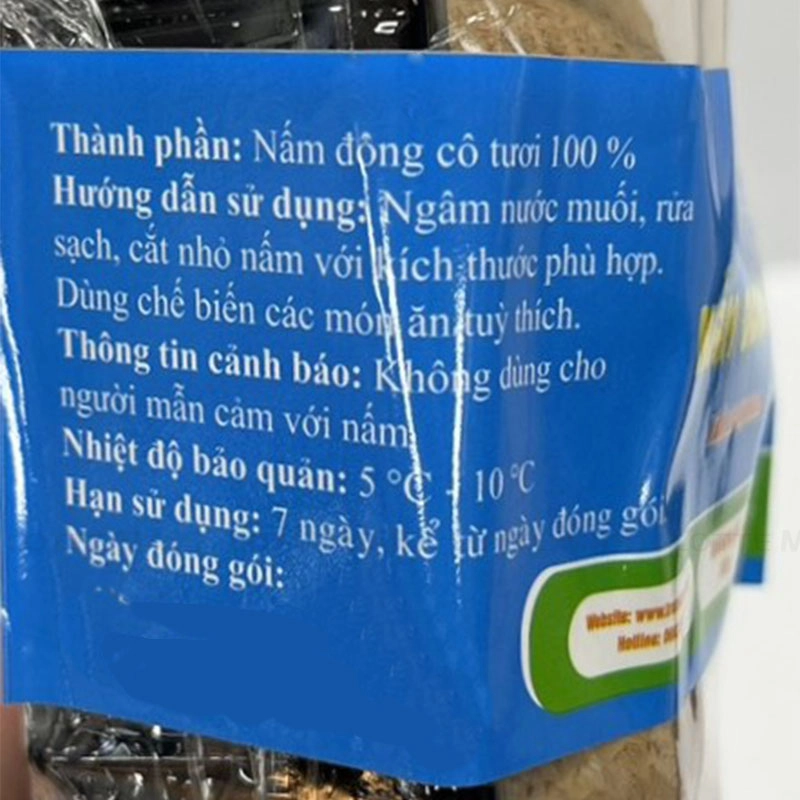 Thành phần: Nấm đông cô tươi 100 %
Hướng dẫn sử dụng: Ngâm nước muối, rửa
sạch, cắt nhỏ nấm với kích thước phù hợp.
Dùng chế biến các món ăn tuỳ thích.
Thông tin cảnh báo: Không dùng cho
người mẫn cảm với nấm
Nhiệt độ bảo quản: 5 °C - 10 °C
Hạn sử dụng: 7 ngày, kể từ ngày đóng gói
Ngày đóng gói:
Website:
Hotline: